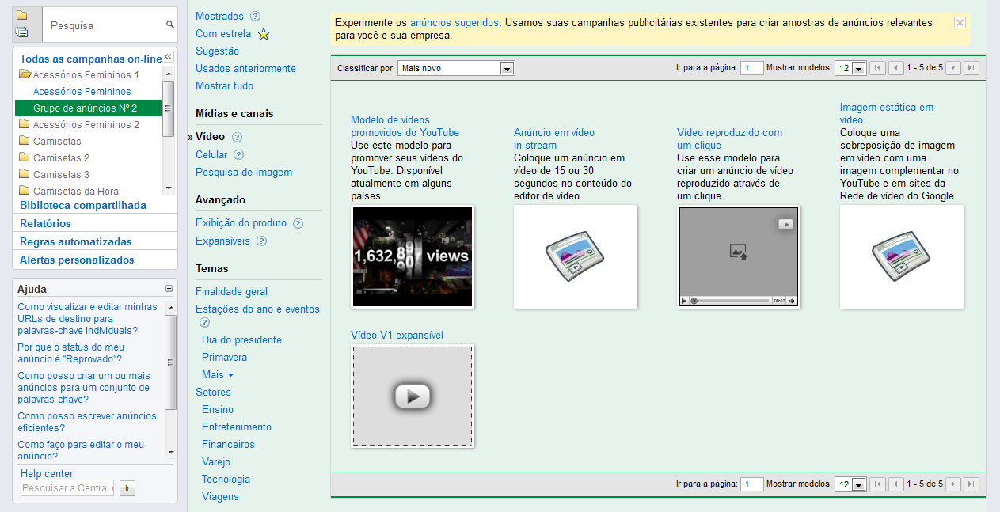 Pesquisa
Todas as campanhas on-line
Acessórios Femininos 1
Acessórios Femininos
Grupo de anúncios Nº 2
Acessórios Femininos 2
Camisetas
Camisetas 2
Camisetas 3
Camisetas da Hora
Biblioteca compartilhada
Relatórios
Regras automatizadas
Alertas personalizados
Ajuda
Como visualizar e editar minhas
URLs de destino para
palavras-chave individuais?
Por que o status do meu
anúncio é "Reprovado"?
Como posso criar um ou mais
anúncios para um conjunto de
palavras-chave?
Como posso escrever anúncios
eficientes?
Como faço para editar o meu
anúncio?
Help center
Pesquisar a Central
Ir
Mostrados
Com estrela
Sugestão
Usados anteriormente
Mostrar tudo
Mídias e canais
» Vídeo
Celular
Pesquisa de imagem
Avançado
Exibição do produto
Expansíveis
Temas
Finalidade geral
Estações do ano e eventos
Dia do presidente
Primavera
Mais
Setores
Ensino
Entretenimento
Financeiros
Varejo
Tecnologia
Viagens
Experimente os anúncios sugeridos. Usamos suas campanhas publicitárias existentes para criar amostras de anúncios relevantes
para você e sua empresa.
Classificar por: Mais novo
Ir para a página: 1 Mostrar modelos: 12 1 - 5 de 5
Modelo de vídeos
promovidos do YouTube
Use este modelo para
promover seus vídeos do
YouTube. Disponível
atualmente em alguns
países.
1,632,8 views
Anúncio em vídeo
In-stream
Coloque um anúncio em
vídeo de 15 ou 30
segundos no conteúdo do
editor de vídeo.
Vídeo reproduzido com
um clique
Use esse modelo para
criar um anúncio de vídeo
reproduzido através de
um clique.
00:00
Imagem estática em
vídeo
Coloque uma
sobreposição de imagem
em vídeo com uma
imagem complementar no
YouTube e em sites da
Rede de vídeo do Google.
Vídeo V1 expansível
Ir para a página: 1 Mostrar modelos: 12 1 - 5 de 5